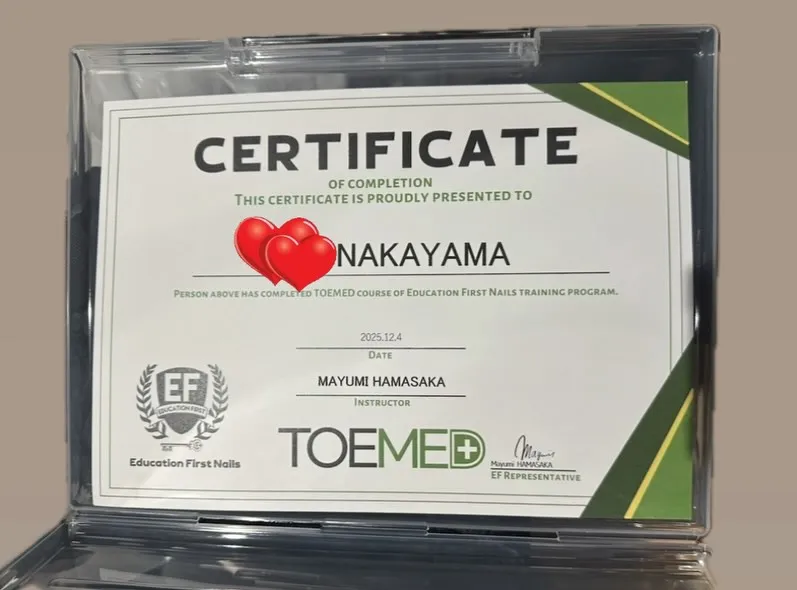 CERTIFICATE
OF COMPLETION
THIS CERTIFICATE IS PROUDLY PRESENTED TO
NAKAYAMA
PERSON ABOVE HAS COMPLETED TOEMED COURSE OF EDUCATION FIRST NAILS TRAINING PROGRAM.
2025.12.4
DATE
MAYUMI HAMASAKA
INSTRUCTOR
EF
EDUCATION FIRST
Education First Nails
TOEMED
Mayumi HAMASAKA
EF REPRESENTATIVE